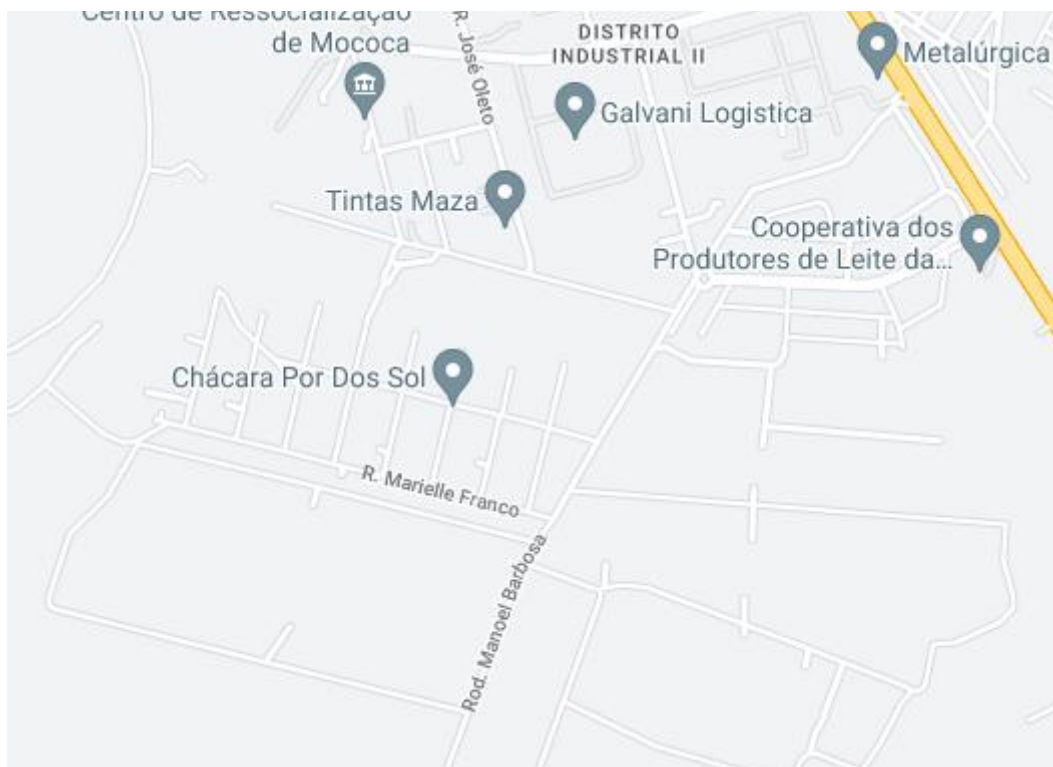 Centro de Ressocialização
de Mococa
R. José Oleto
DISTRITO
INDUSTRIAL II
Metalúrgica
Galvani Logistica
Tintas Maza
Cooperativa dos
Produtores de Leite da...
Chácara Por Dos Sol
R. Marielle Franco
Rod. Manoel Barbosa